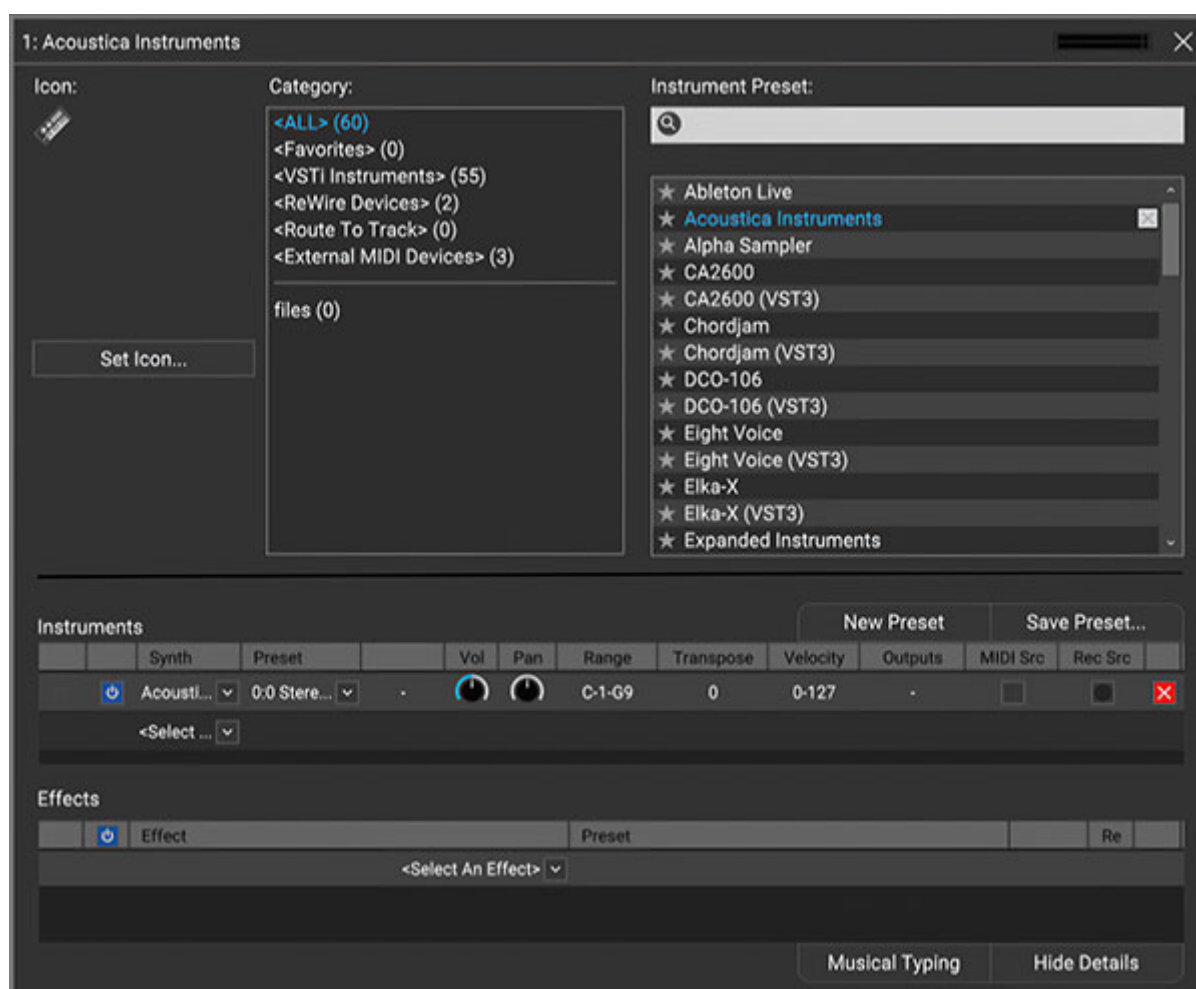 1: Acoustica Instruments
Icon:
Category:
Instrument Preset:
<ALL> (60)
<Favorites> (0)
<VSTi Instruments> (55)
<ReWire Devices> (2)
<Route To Track> (0)
<External MIDI Devices> (3)
files (0)
Set Icon...
Ableton Live
Acoustica Instruments
Alpha Sampler
CA2600
CA2600 (VST3)
Chordjam
Chordjam (VST3)
DCO-106
DCO-106 (VST3)
Eight Voice
Eight Voice (VST3)
Elka-X
Elka-X (VST3)
Expanded Instruments
Instruments
New Preset Save Preset...
Synth Preset Vol Pan Range Transpose Velocity Outputs MIDI Src Rec Src
Acousti... 0:0 Stere... - C-1-G9 0 0-127 -
<Select ...
Effects
Effect Preset Re
<Select An Effect>
Musical Typing Hide Details